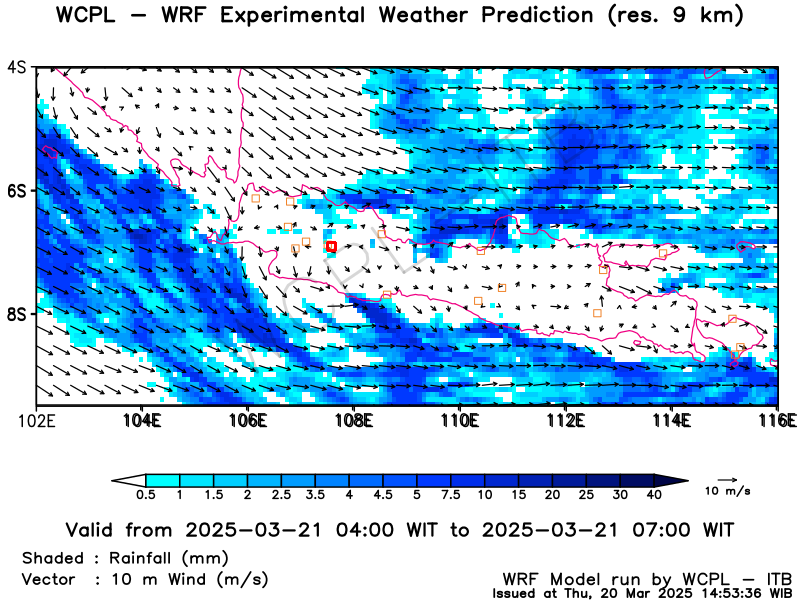 WCPL – WRF Experimental Weather Prediction (res. 9 km)
4S
6S
8S
102E 104E 106E 108E 110E 112E 114E 116E
WCPL
0.5 1 1.5 2 2.5 3.5 4 4.5 5 7.5 10 15 20 25 30 40
10 m/s
Valid from 2025–03–21 04:00 WIT to 2025–03–21 07:00 WIT
Shaded : Rainfall (mm)
Vector : 10 m Wind (m/s)
WRF Model run by WCPL – ITB
Issued at Thu, 20 Mar 2025 14:53:36 WIB